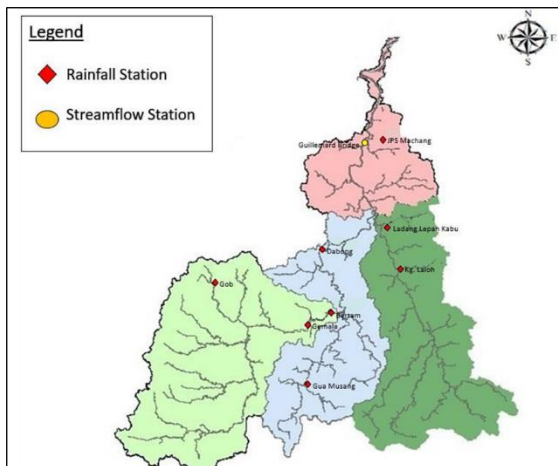 Legend
Rainfall Station
Streamflow Station
N
W
E
S
Guillemard Bridge
JPS Machang
Ladang Lepan Kabu
Dabong
Kg. Laloh
Gob
Bertam
Gemala
Gua Musang